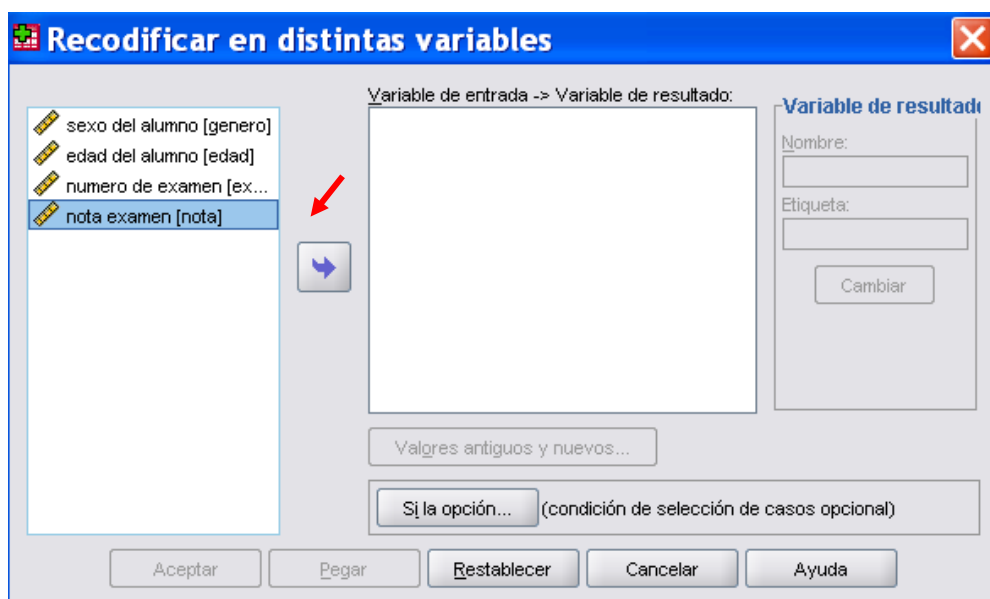 Recodificar en distintas variables
sexo del alumno [genero]
edad del alumno [edad]
numero de examen [ex...
nota examen [nota]
Variable de entrada -> Variable de resultado:
Variable de resultado
Nombre:
Etiqueta:
Cambiar
Valores antiguos y nuevos...
Si la opción...
(condición de selección de casos opcional)
Aceptar
Pegar
Restablecer
Cancelar
Ayuda